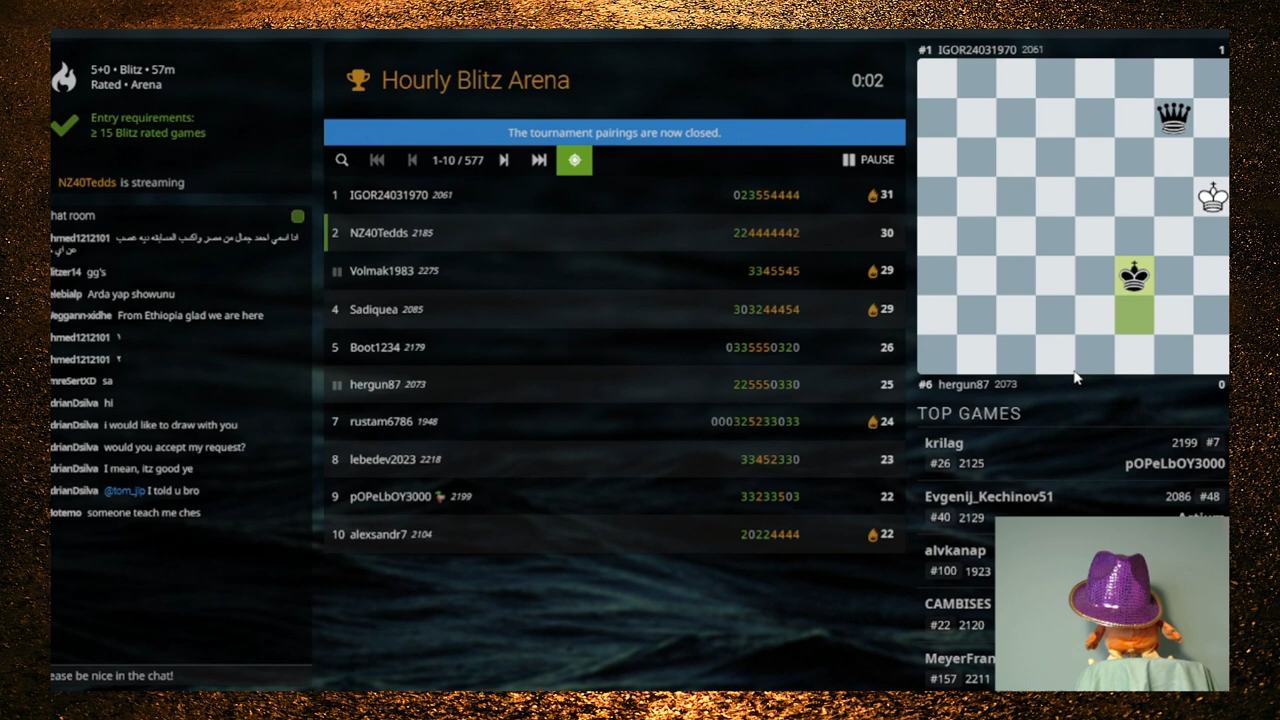 5+0 • Blitz • 57m
Rated • Arena
Entry requirements:
≥ 15 Blitz rated games
NZ40Tedds is streaming
hat room
hmed1212101 انا اسمي احمد جمال من مصر واكسب المسابقه ديه عصب
عن اي
litzer14 gg's
elebialp Arda yap showunu
eggann-xidhe From Ethiopia glad we are here
hmed1212101 ١
hmed1212101 ٢
mreSertXD sa
drianDsilva hi
drianDsilva i would like to draw with you
drianDsilva would you accept my request?
drianDsilva I mean, itz good ye
drianDsilva @tom_jip I told u bro
lotemo someone teach me ches
ease be nice in the chat!
Hourly Blitz Arena 0:02
The tournament pairings are now closed.
1-10 / 577 PAUSE
1 IGOR24031970 2061 023554444 31
2 NZ40Tedds 2185 224444442 30
Volmak1983 2275 3345545 29
4 Sadiquea 2085 303244454 29
5 Boot1234 2179 0335550320 26
hergun87 2073 225550330 25
7 rustam6786 1948 000325233033 24
8 lebedev2023 2218 33452330 23
9 pOPeLbOY3000 2199 33233503 22
10 alexsandr7 2104 20224444 22
#1 IGOR24031970 2061 1
#6 hergun87 2073 0
TOP GAMES
krilag 2199 #7
#26 2125 pOPeLbOY3000
Evgenij_Kechinov51 2086 #48
#40 2129
alvkanap
#100 1923
CAMBISES
#22 2120
MeyerFran
#157 2211